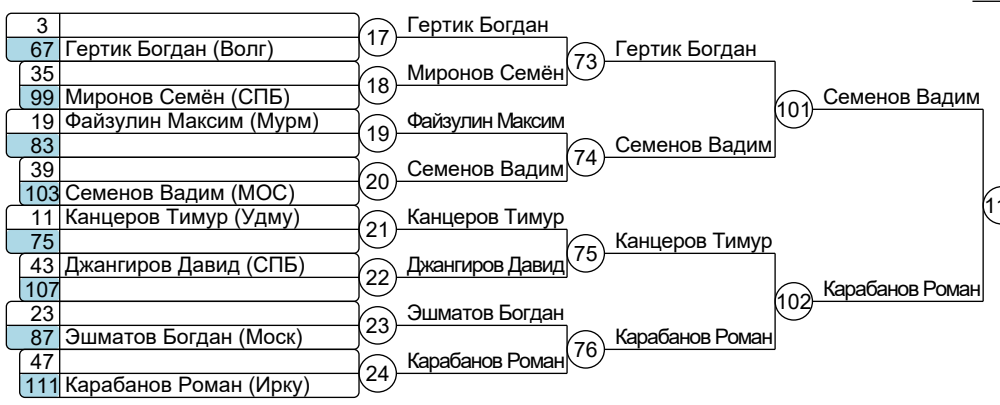 3
67 Гертик Богдан (Волг)
35
99 Миронов Семён (СПБ)
19 Файзулин Максим (Мурм)
83
39
103 Семенов Вадим (МОС)
11 Канцеров Тимур (Удму)
75
43 Джангиров Давид (СПБ)
107
23
87 Эшматов Богдан (Моск)
47
111 Карабанов Роман (Ирку)
17
18
19
20
21
22
23
24
Гертик Богдан
Миронов Семён
Файзулин Максим
Семенов Вадим
Канцеров Тимур
Джангиров Давид
Эшматов Богдан
Карабанов Роман
73
74
75
76
Гертик Богдан
Семенов Вадим
Канцеров Тимур
Карабанов Роман
101
102
Семенов Вадим
Карабанов Роман